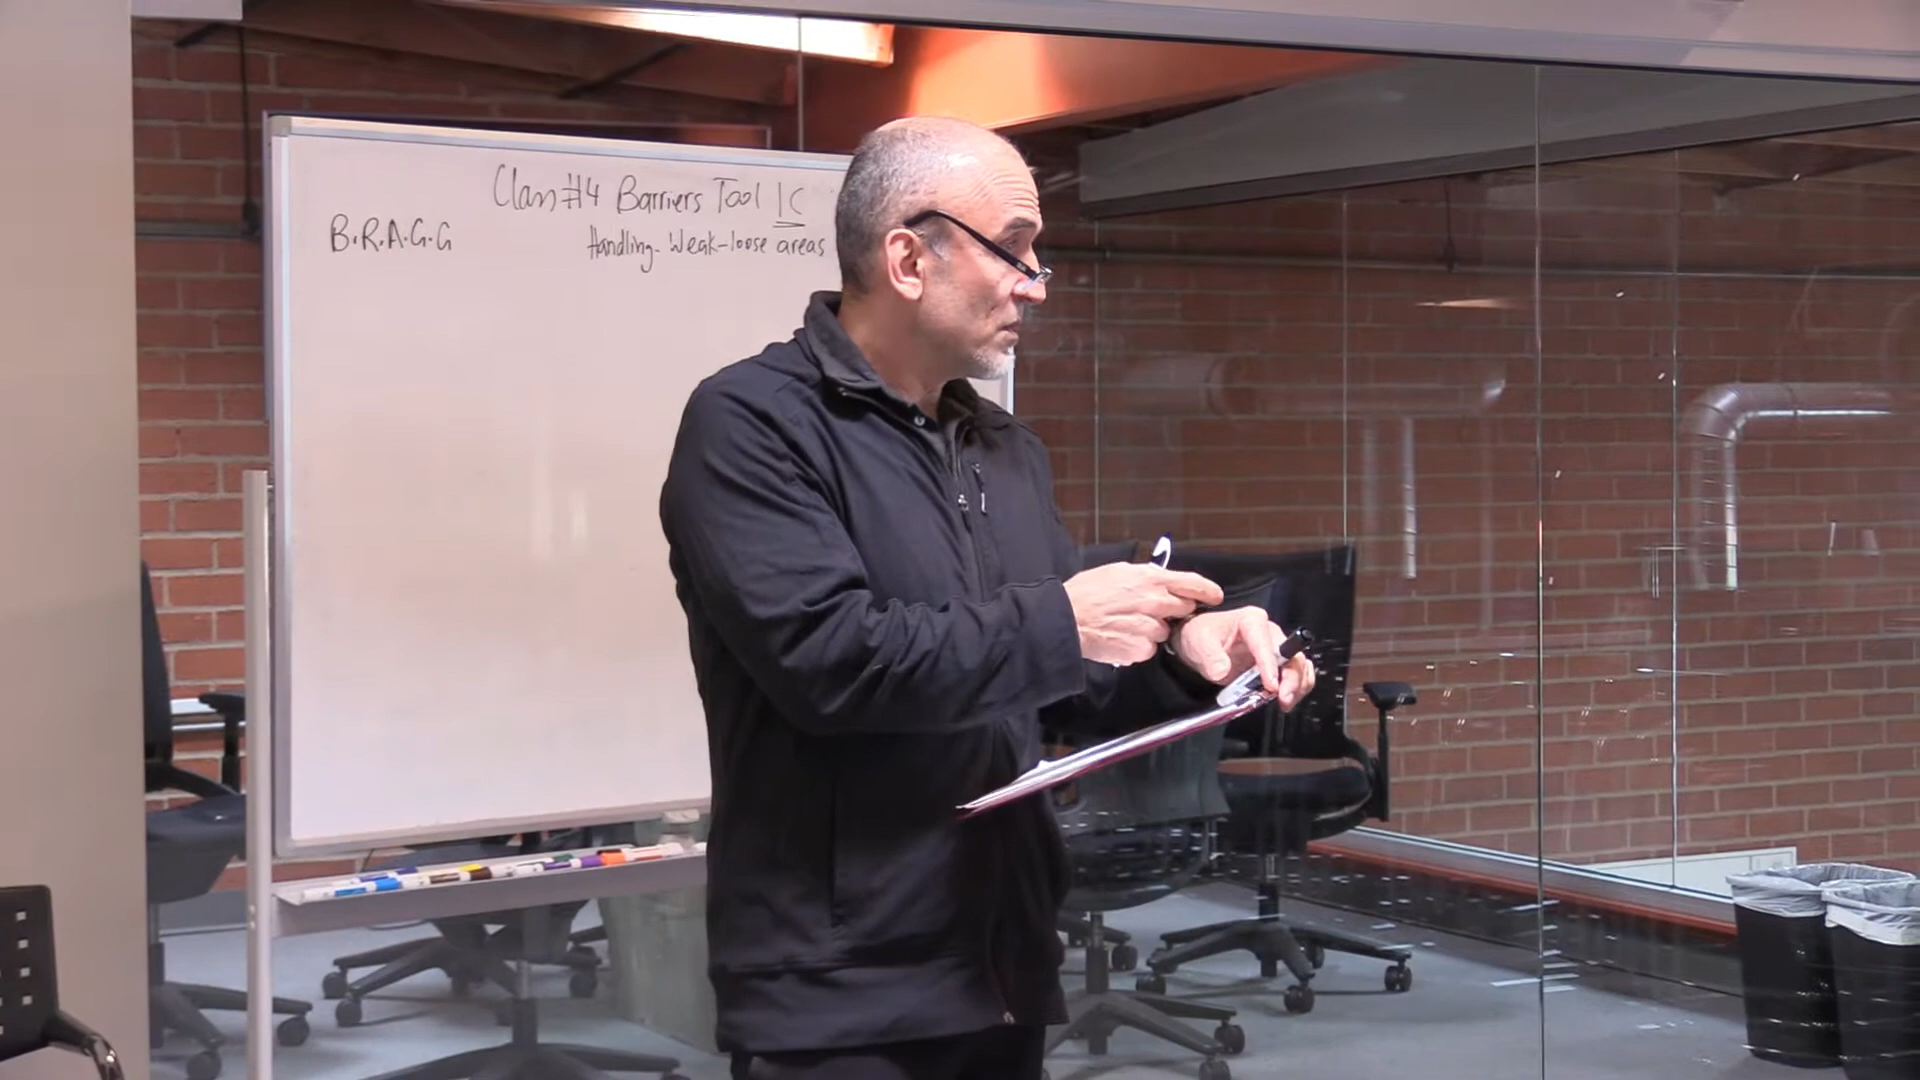 Class #4 Barriers Tool 1C
B.R.A.G.G
Handling- Weak-loose areas